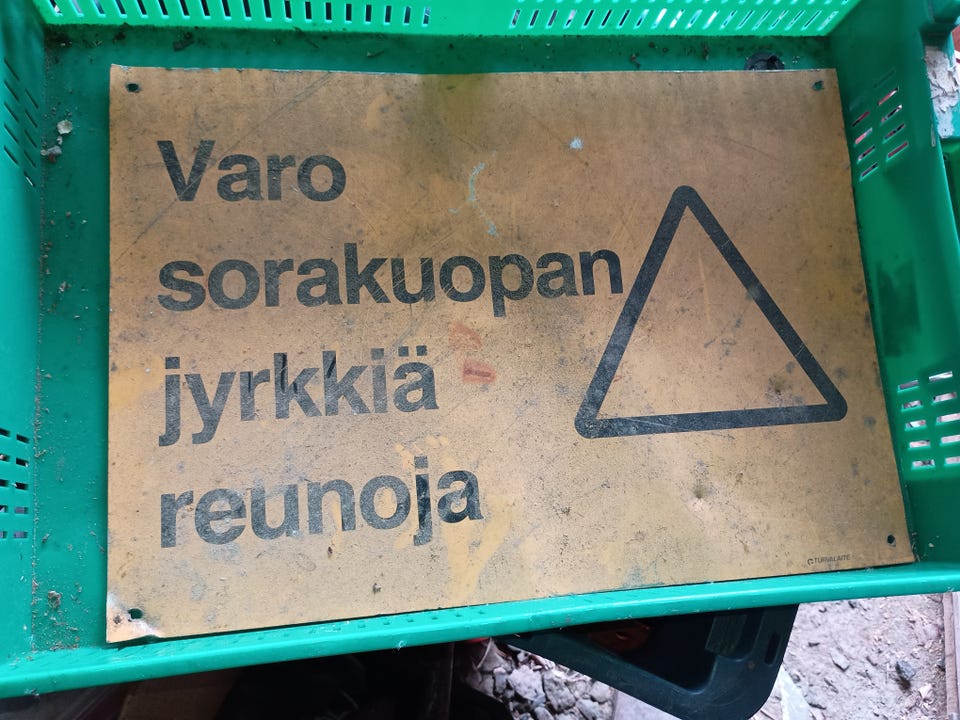 Varo
sorakuopan
jyrkkiä
reunoja
TURVALAITE